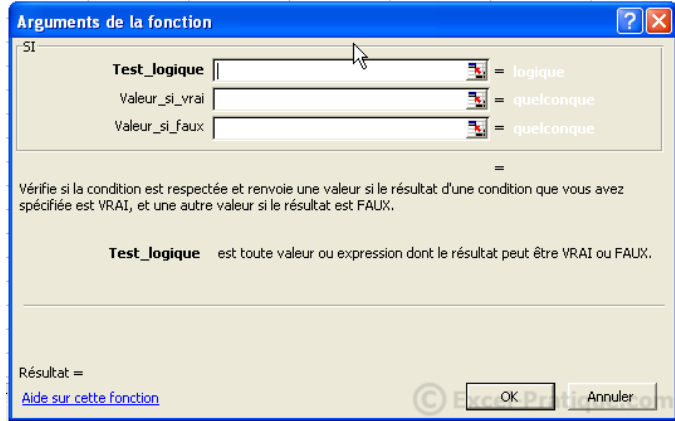 Arguments de la fonction
SI
Test_logique = logique
Valeur_si_vrai = quelconque
Valeur_si_faux = quelconque
=
Vérifie si la condition est respectée et renvoie une valeur si le résultat d'une condition que vous avez
spécifiée est VRAI, et une autre valeur si le résultat est FAUX.
Test_logique est toute valeur ou expression dont le résultat peut être VRAI ou FAUX.
Résultat =
Aide sur cette fonction
OK Annuler
© Excel-Pratique.com